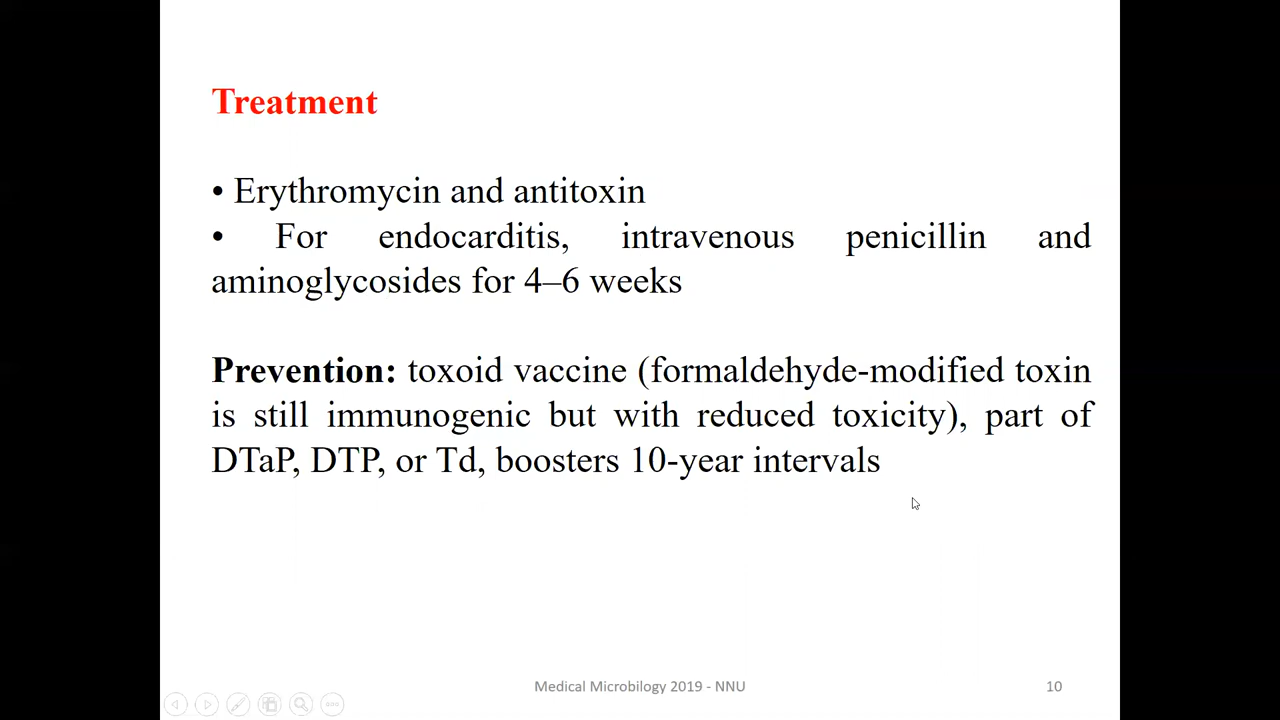 Treatment
• Erythromycin and antitoxin
• For endocarditis, intravenous penicillin and
aminoglycosides for 4–6 weeks
Prevention: toxoid vaccine (formaldehyde-modified toxin
is still immunogenic but with reduced toxicity), part of
DTaP, DTP, or Td, boosters 10-year intervals
Medical Microbilogy 2019 - NNU
10